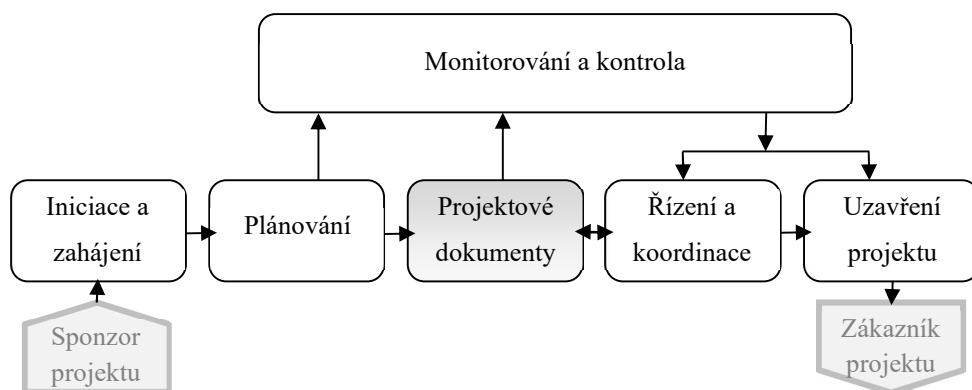 Monitorování a kontrola
Iniciace a
zahájení
Plánování
Projektové
dokumenty
Řízení a
koordinace
Uzavření
projektu
Sponzor
projektu
Zákazník
projektu